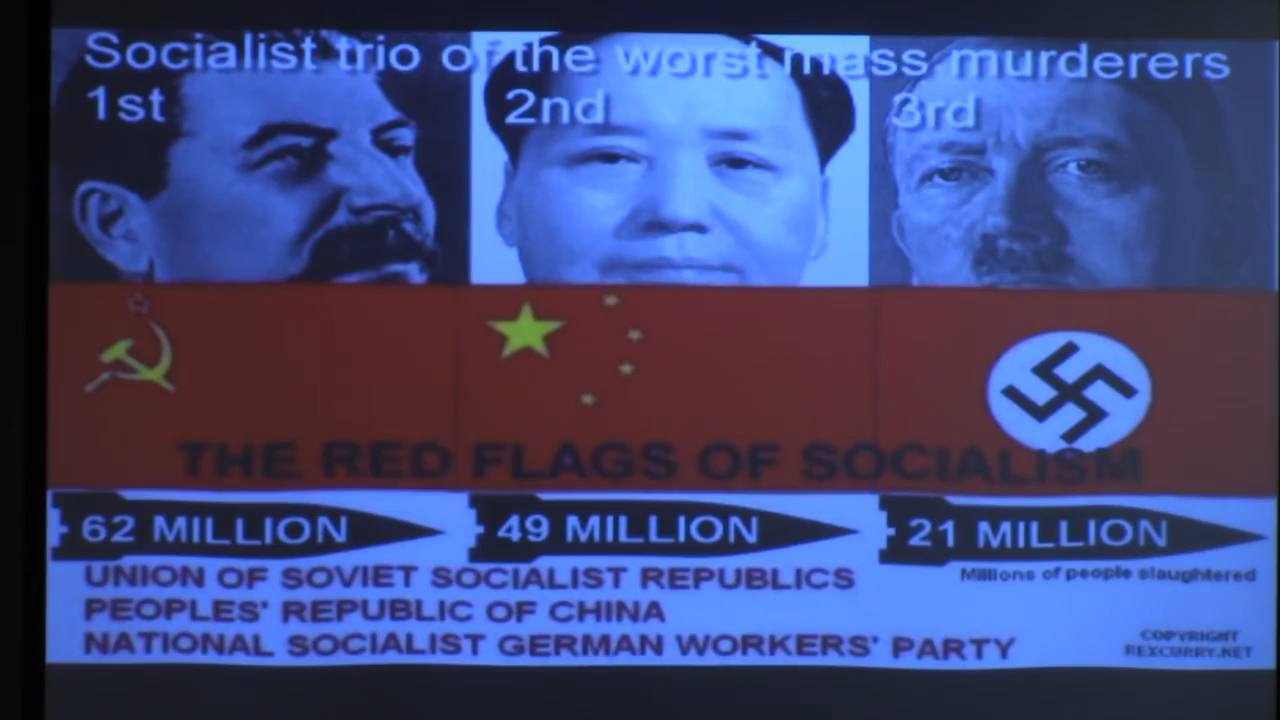 Socialist trio of the worst mass murderers
1st 2nd 3rd
THE RED FLAGS OF SOCIALISM
62 MILLION 49 MILLION 21 MILLION
Millions of people slaughtered
UNION OF SOVIET SOCIALIST REPUBLICS
PEOPLES' REPUBLIC OF CHINA
NATIONAL SOCIALIST GERMAN WORKERS' PARTY
COPYRIGHT
REXCURRY.NET